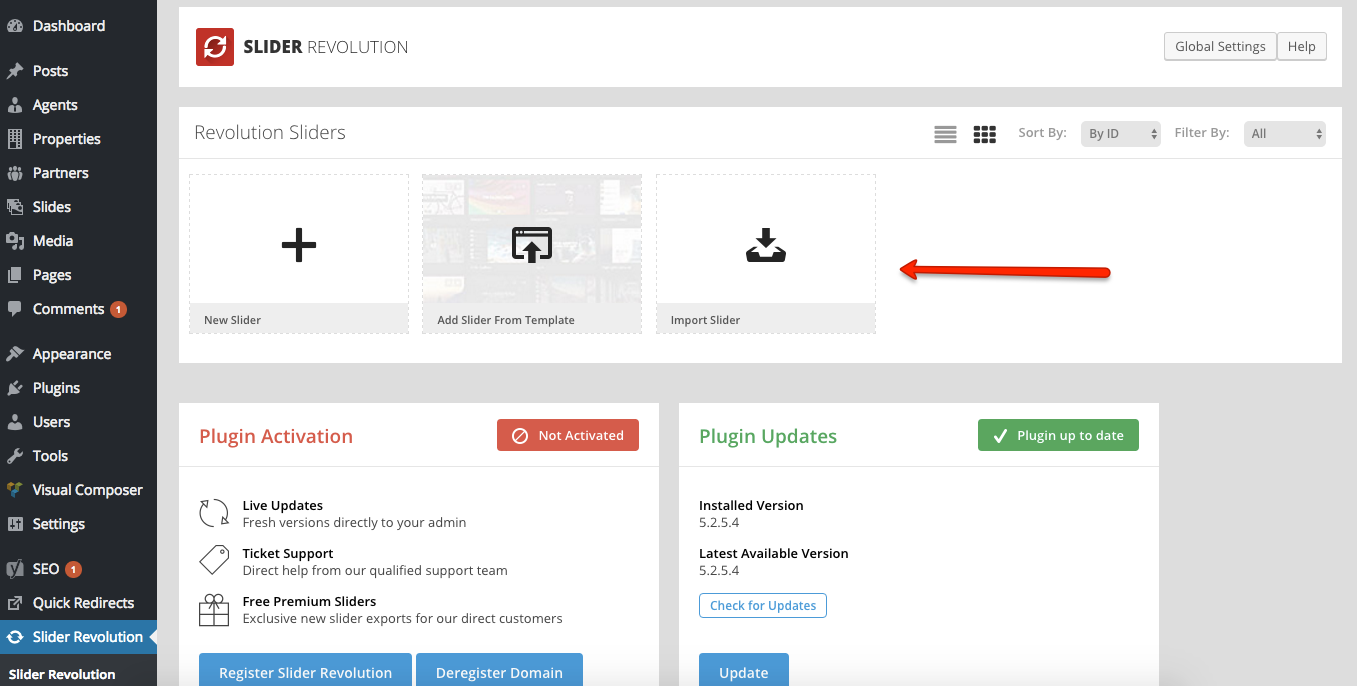 Dashboard
Posts
Agents
Properties
Partners
Slides
Media
Pages
Comments 1
Appearance
Plugins
Users
Tools
Visual Composer
Settings
SEO 1
Quick Redirects
Slider Revolution
Slider Revolution
SLIDER REVOLUTION
Global Settings Help
Revolution Sliders
Sort By: By ID Filter By: All
New Slider
Add Slider From Template
Import Slider
Plugin Activation
Not Activated
Live Updates
Fresh versions directly to your admin
Ticket Support
Direct help from our qualified support team
Free Premium Sliders
Exclusive new slider exports for our direct customers
Register Slider Revolution Deregister Domain
Plugin Updates
Plugin up to date
Installed Version
5.2.5.4
Latest Available Version
5.2.5.4
Check for Updates
Update